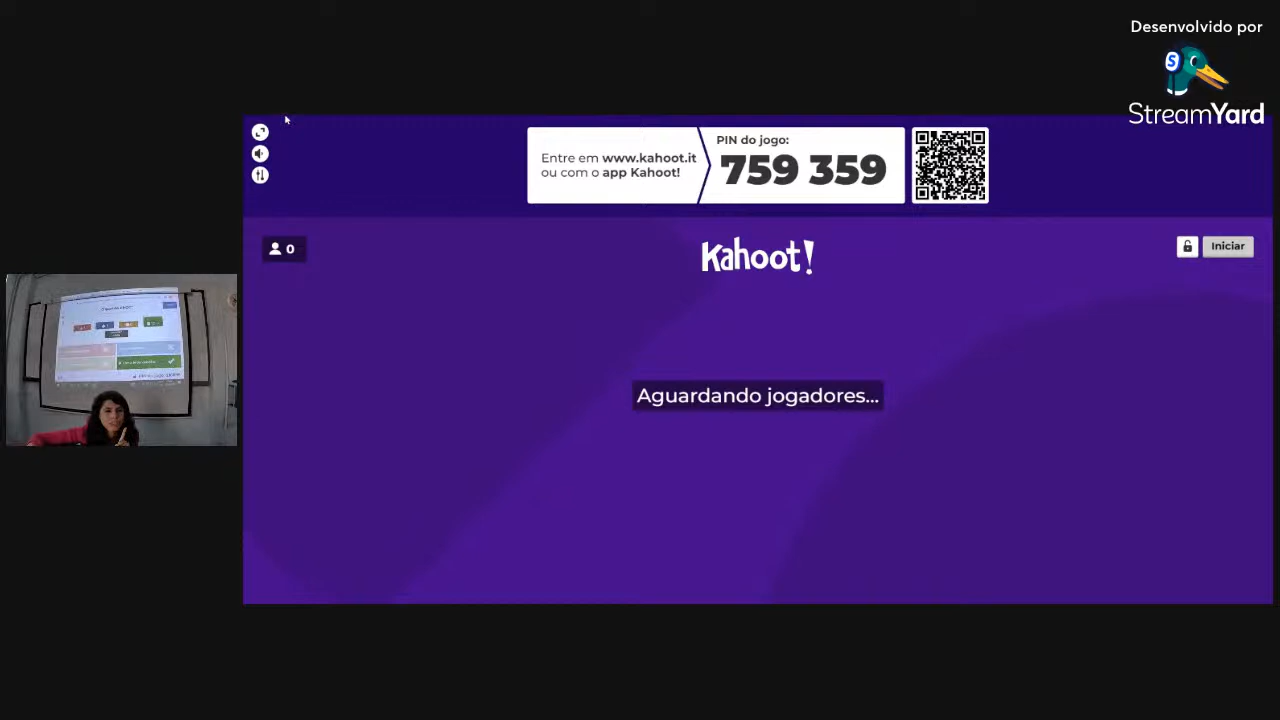 Desenvolvido por
StreamYard
Entre em www.kahoot.it
ou com o app Kahoot!
PIN do jogo:
759 359
0
Kahoot!
Iniciar
Aguardando jogadores...